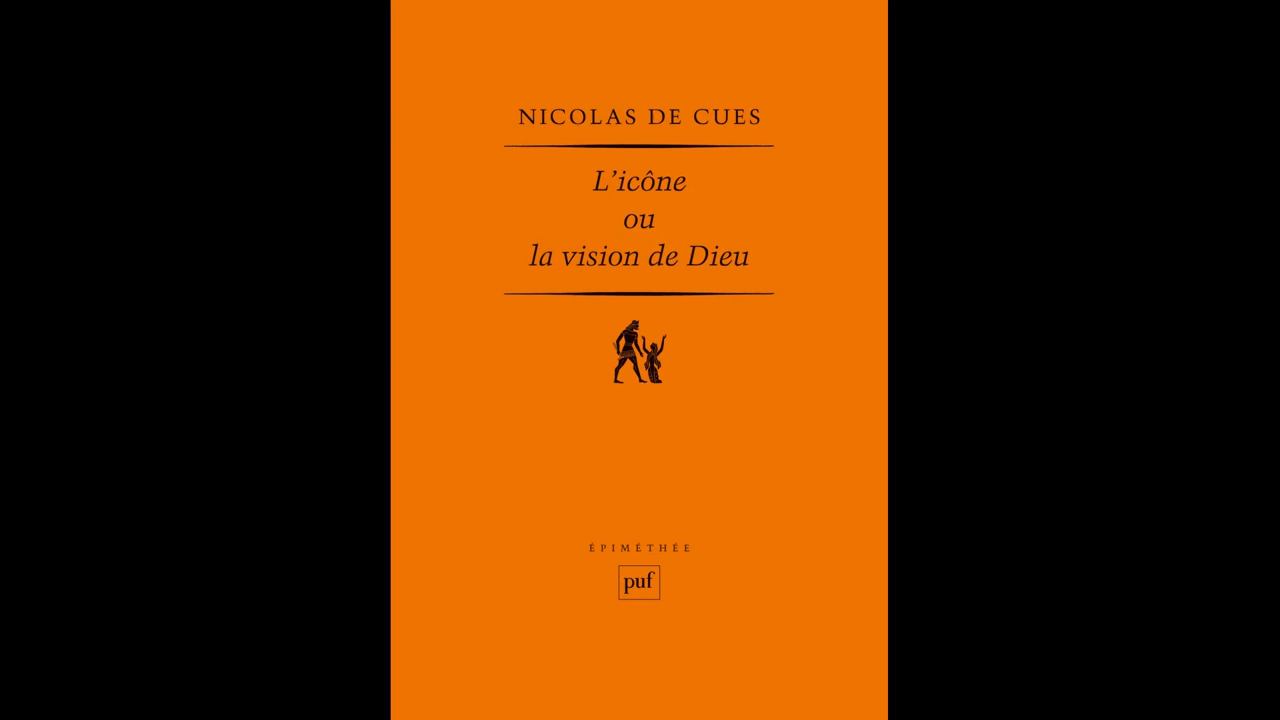 NICOLAS DE CUES
L’icône
ou
la vision de Dieu
ÉPIMÉTHÉE
puf